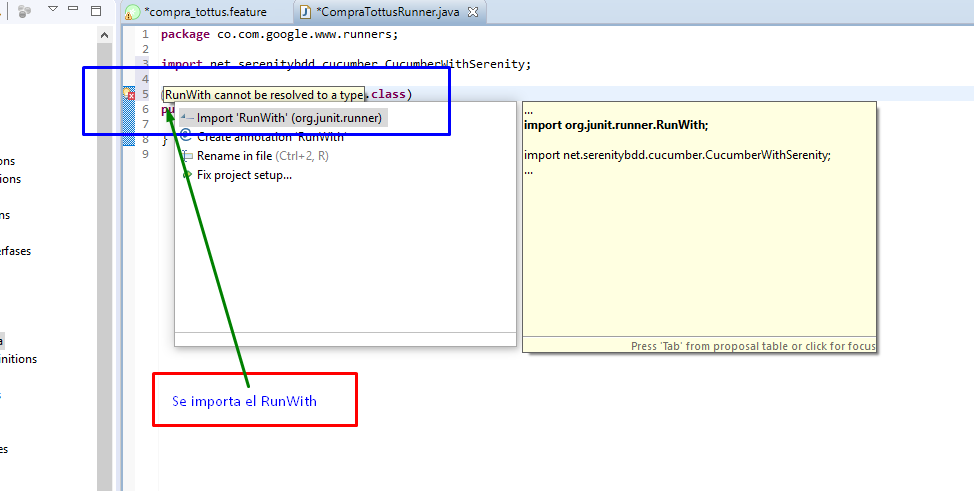 *compra_tottus.feature
*CompraTottusRunner.java
1 package co.com.google.www.runners;
2
3 import net.serenitybdd.cucumber.CucumberWithSerenity;
4
5 RunWith cannot be resolved to a type .class)
6
7
8 }
9
Import 'RunWith' (org.junit.runner)
Create annotation 'RunWith'
Rename in file (Ctrl+2, R)
Fix project setup...
...
import org.junit.runner.RunWith;
import net.serenitybdd.cucumber.CucumberWithSerenity;
...
Press 'Tab' from proposal table or click for focus
ons
ions
ns
erfases
a
initions
s
es
Se importa el RunWith